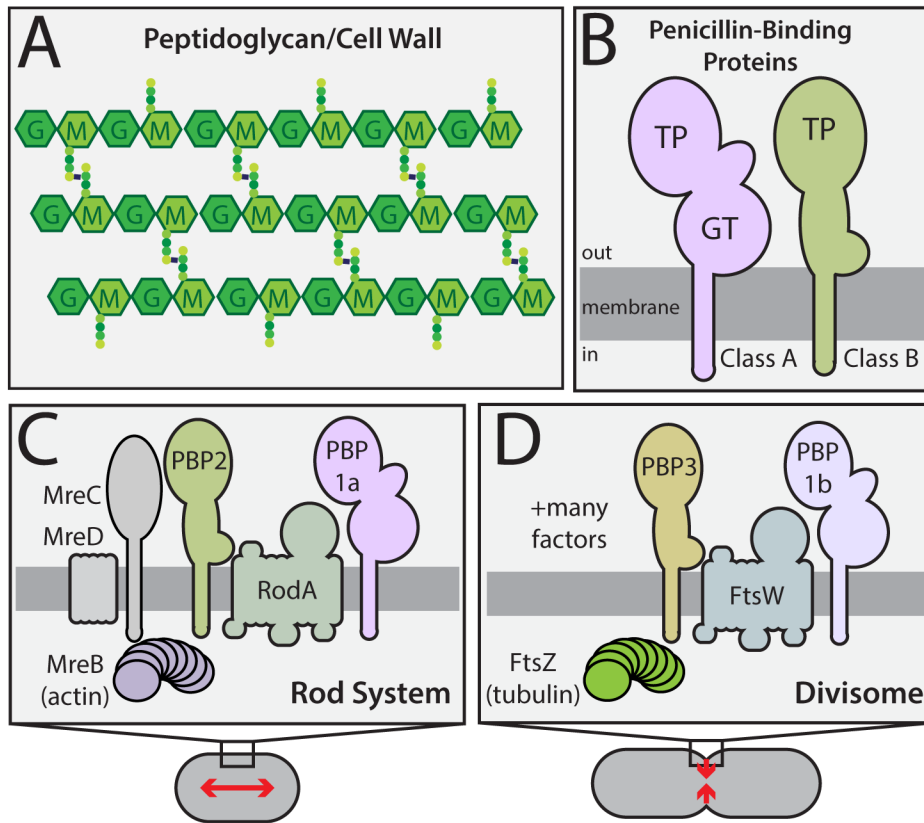 A
Peptidoglycan/Cell Wall
G M G M G M G M G M G M
G M G M G M G M G M G M
G M G M G M G M G M G M
B
Penicillin-Binding
Proteins
TP
TP
GT
out
membrane
in
Class A
Class B
C
MreC
MreD
PBP2
PBP
1a
RodA
MreB
(actin)
Rod System
D
+many
factors
PBP3
PBP
1b
FtsW
FtsZ
(tubulin)
Divisome